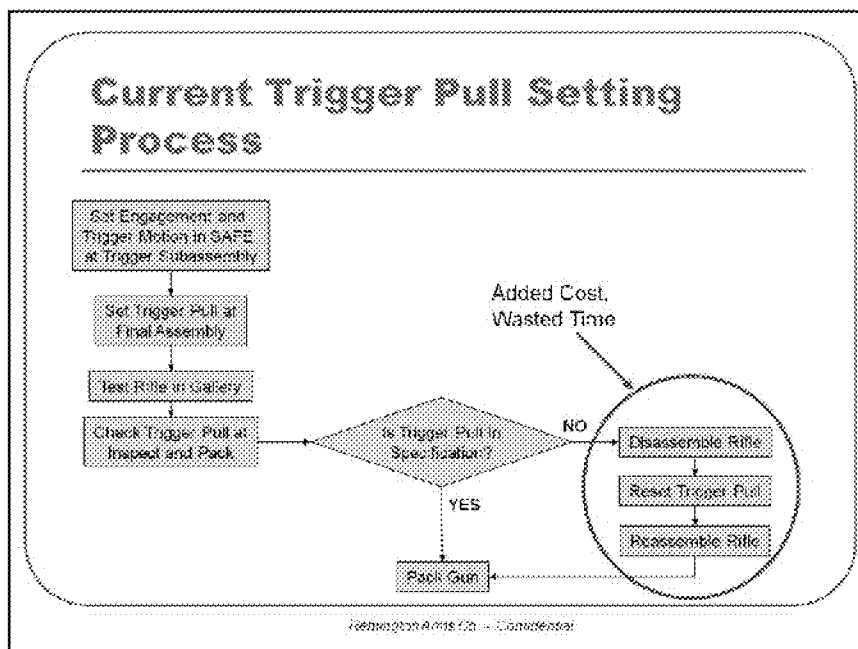 Current Trigger Pull Setting
Process
Set Engagement and
Trigger Motion in SAFE
at Trigger Subassembly
Set Trigger Pull at
Final Assembly
Test Rifle in Gallery
Check Trigger Pull at
Inspect and Pack
Is Trigger Pull in
Specification?
YES
NO
Added Cost,
Wasted Time
Disassemble Rifle
Reset Trigger Pull
Reassemble Rifle
Pack Gun
Remington Arms Co. - Confidential